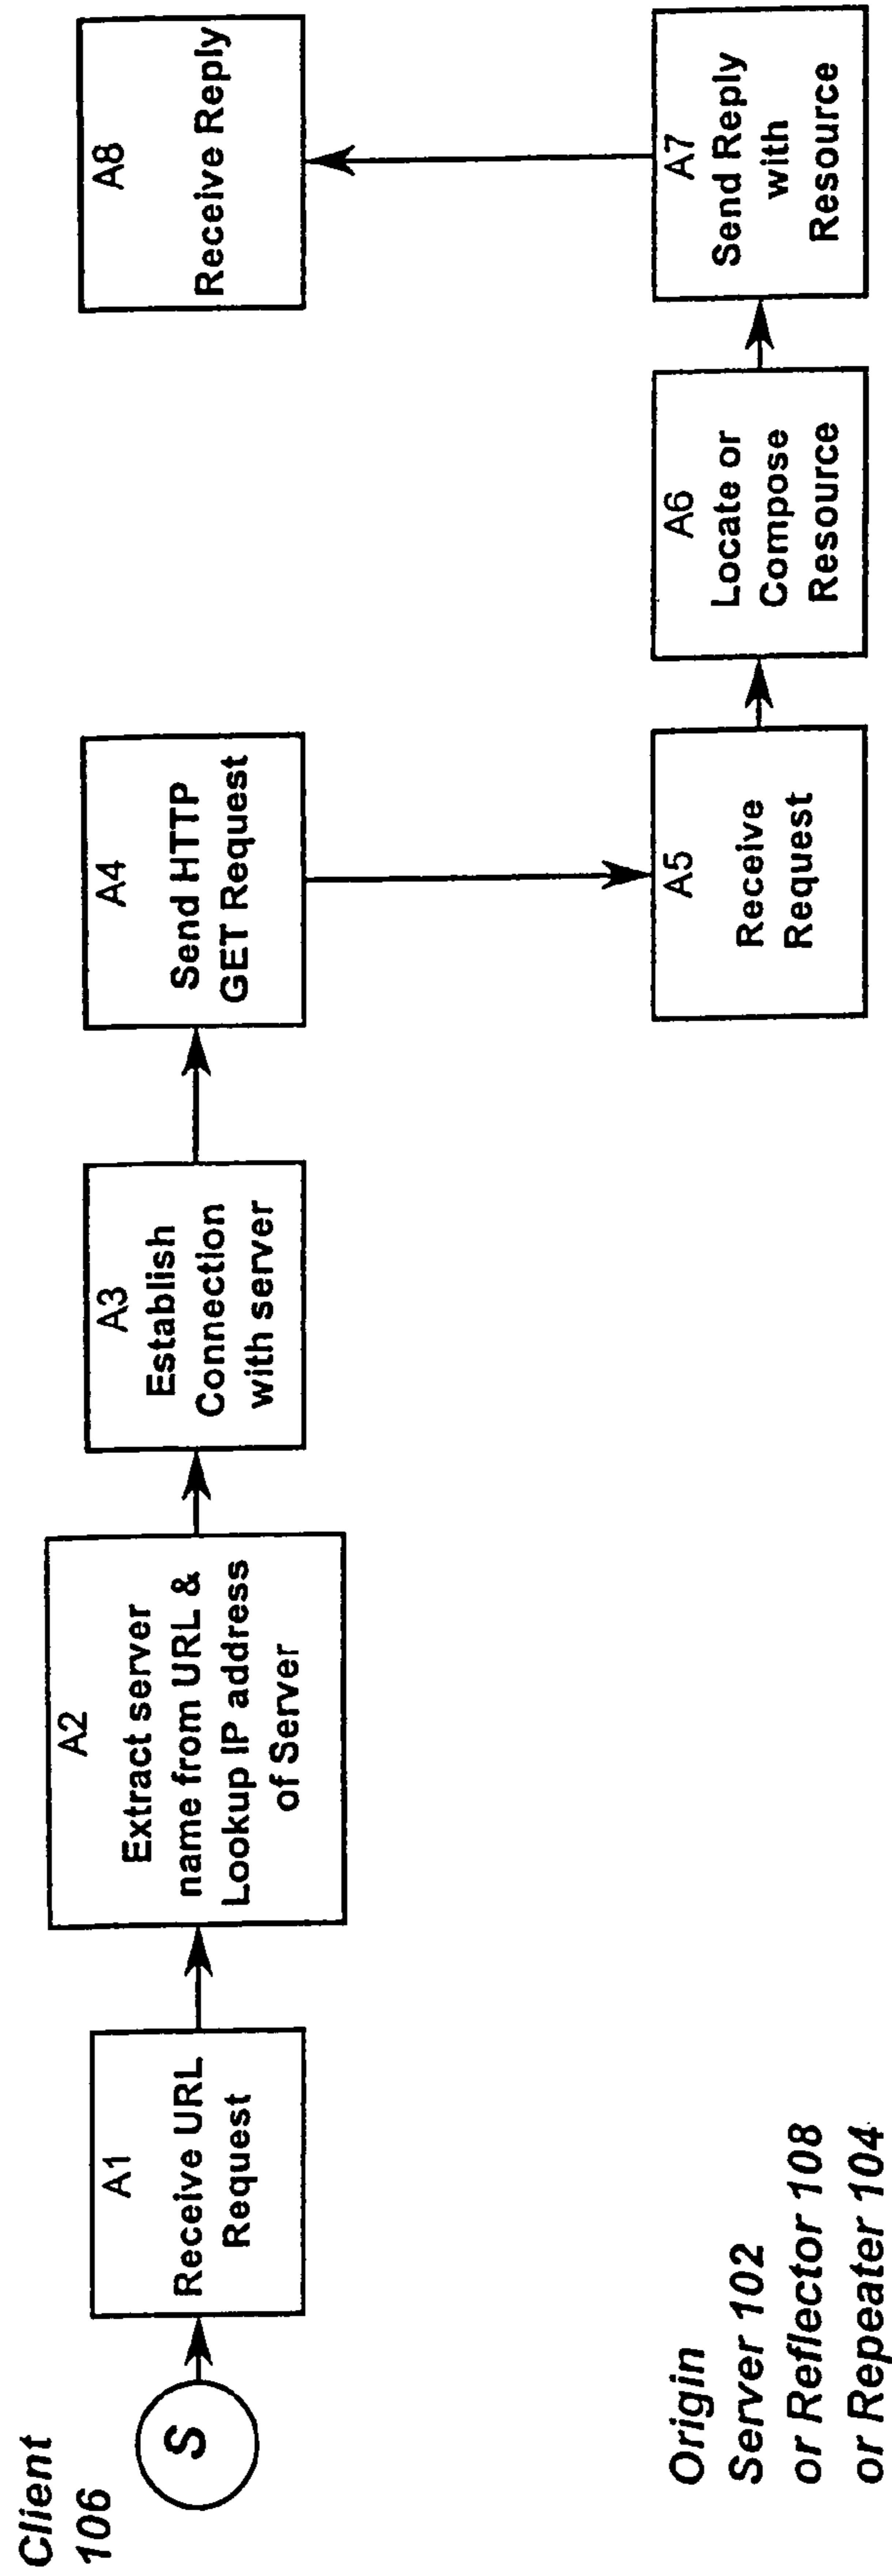 Client
106
S
A1
Receive URL
Request
A2
Extract server
name from URL &
Lookup IP address
of Server
A3
Establish
Connection
with server
A4
Send HTTP
GET Request
A8
Receive Reply
Origin
Server 102
or Reflector 108
or Repeater 104
A5
Receive
Request
A6
Locate or
Compose
Resource
A7
Send Reply
with
Resource